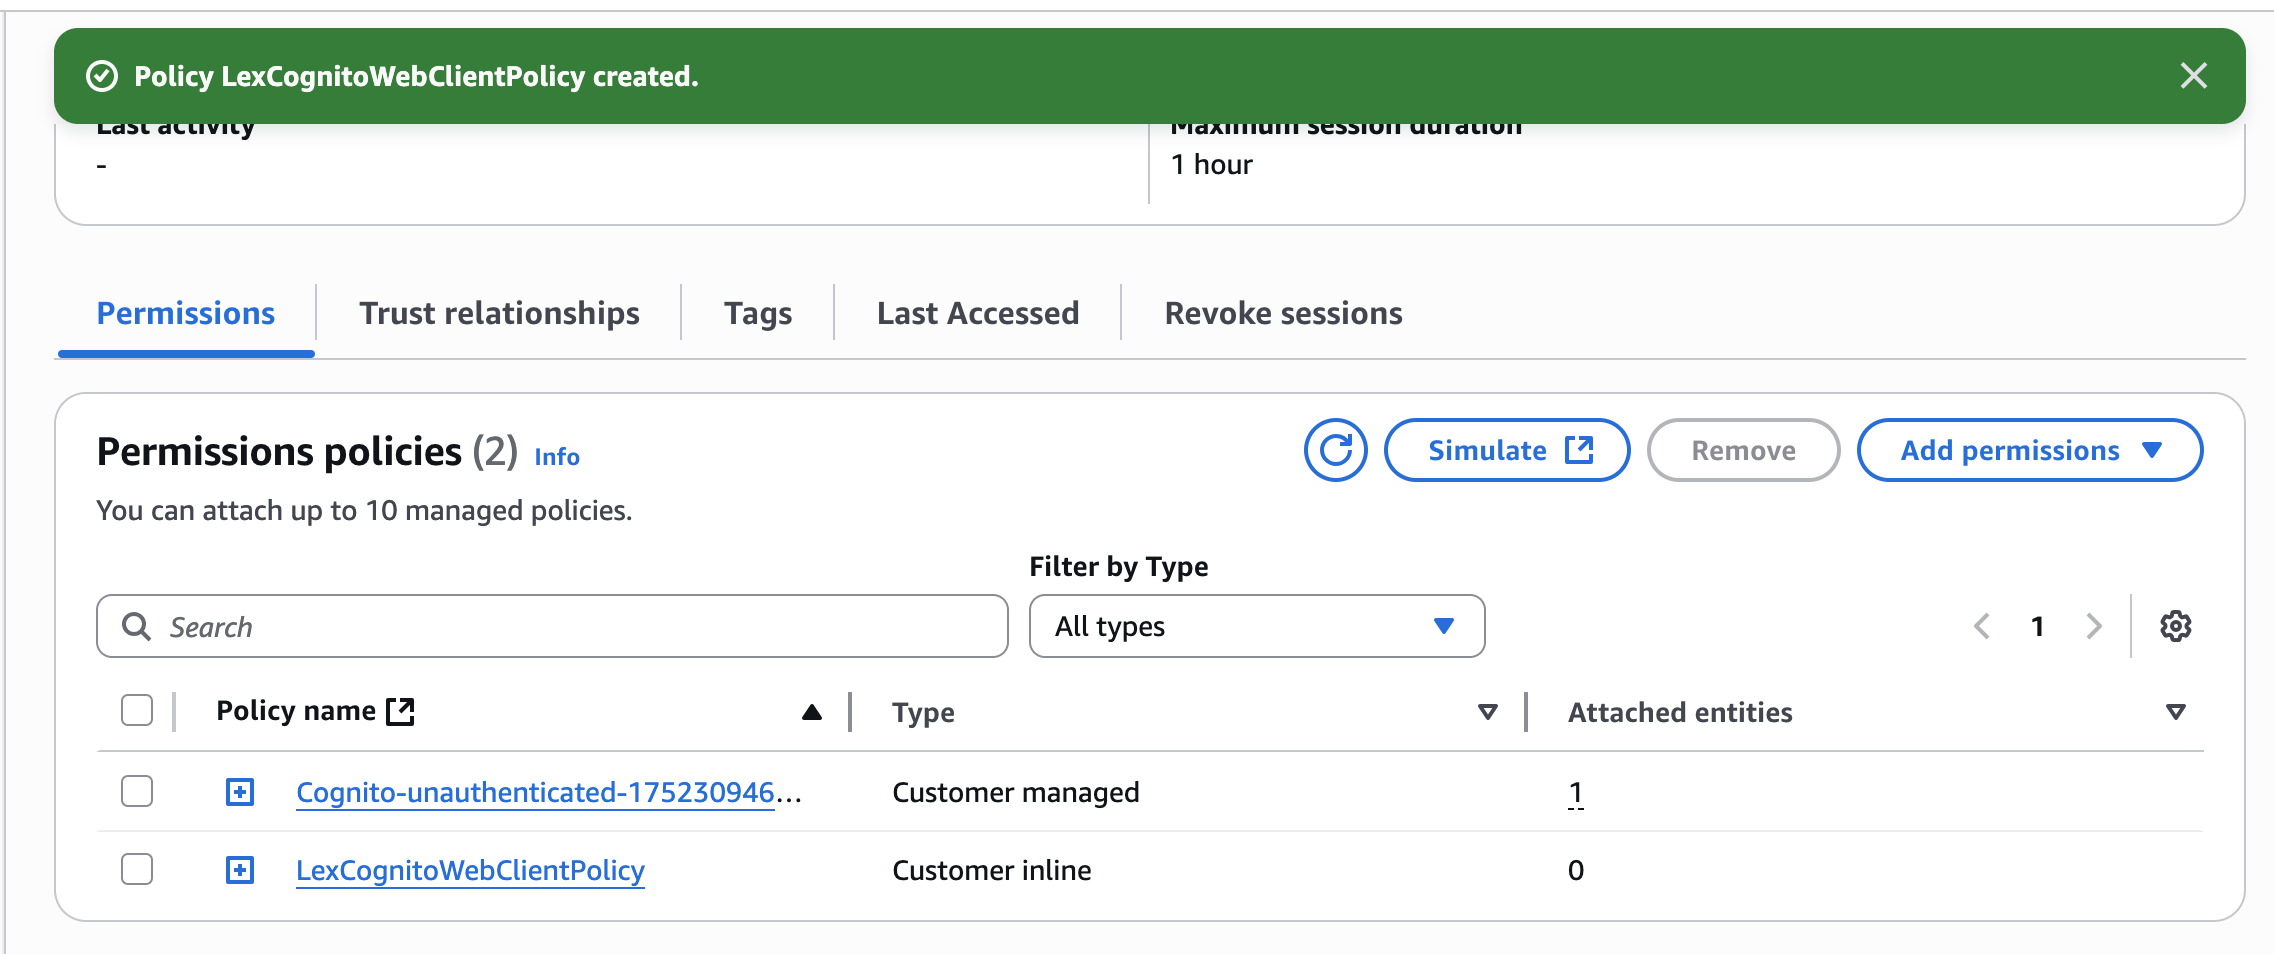 Policy LexCognitoWebClientPolicy created.
Last activity
-
Maximum session duration
1 hour
Permissions
Trust relationships
Tags
Last Accessed
Revoke sessions
Permissions policies (2) Info
Simulate
Remove
Add permissions
You can attach up to 10 managed policies.
Filter by Type
Search
All types
1
Policy name
Type
Attached entities
Cognito-unauthenticated-175230946...
Customer managed
1
LexCognitoWebClientPolicy
Customer inline
0